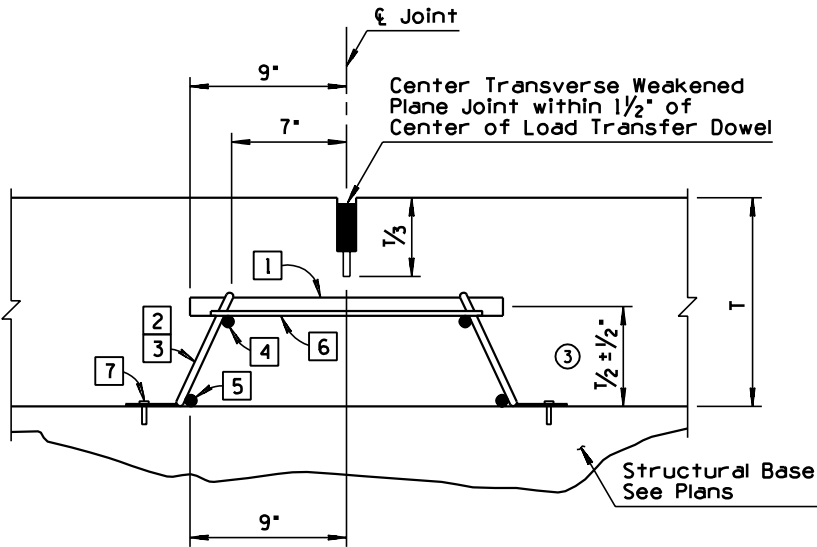 ℄ Joint
9"
Center Transverse Weakened
Plane Joint within 1½" of
Center of Load Transfer Dowel
7"
T/3
1
T
2
3
4
6
3
T/2 ± ½"
7
5
Structural Base
See Plans
9"